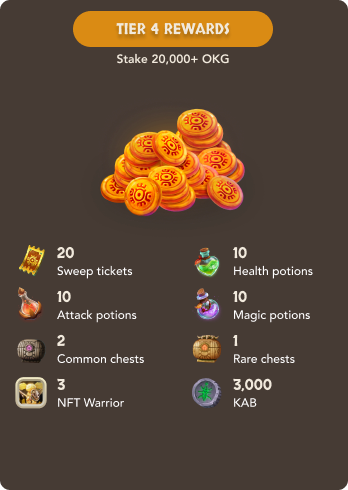 TIER 4 REWARDS
Stake 20,000+ OKG
20
Sweep tickets
10
Health potions
10
Attack potions
10
Magic potions
2
Common chests
1
Rare chests
3
NFT Warrior
3,000
KAB